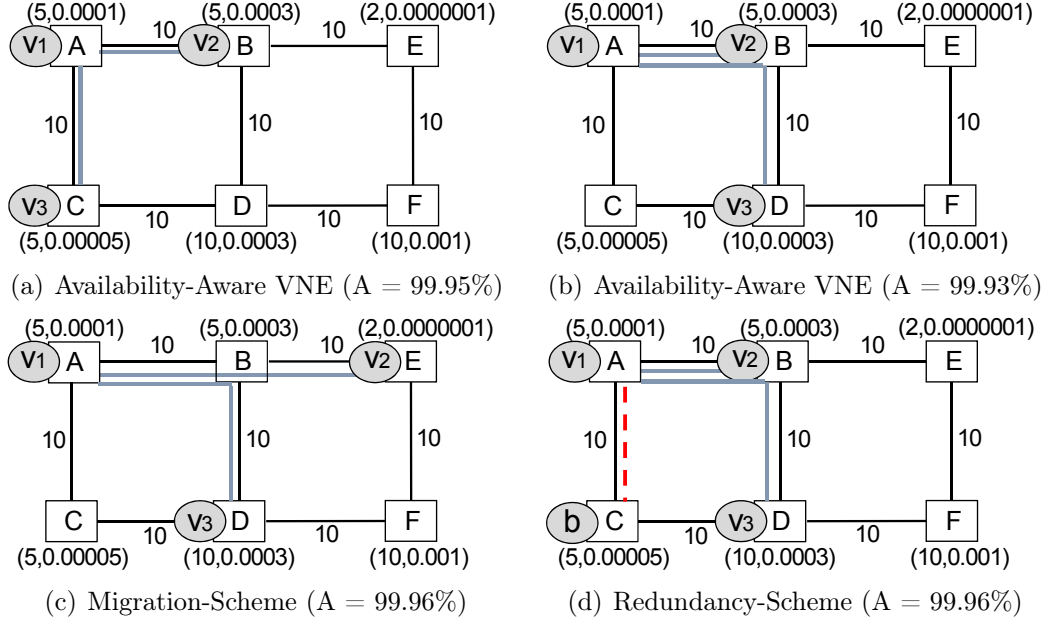 (5,0.0001) (5,0.0003) (2,0.0000001)
V1 A 10 V2 B 10 E
10 10 10
V3 C 10 D 10 F
(5,0.00005) (10,0.0003) (10,0.001)
(a) Availability-Aware VNE (A = 99.95%)
(5,0.0001) (5,0.0003) (2,0.0000001)
V1 A 10 V2 B 10 E
10 10 10
C 10 V3 D 10 F
(5,0.00005) (10,0.0003) (10,0.001)
(b) Availability-Aware VNE (A = 99.93%)
(5,0.0001) (5,0.0003) (2,0.0000001)
V1 A 10 B 10 V2 E
10 10 10
C 10 V3 D 10 F
(5,0.00005) (10,0.0003) (10,0.001)
(c) Migration-Scheme (A = 99.96%)
(5,0.0001) (5,0.0003) (2,0.0000001)
V1 A 10 V2 B 10 E
10 10 10
b C 10 V3 D 10 F
(5,0.00005) (10,0.0003) (10,0.001)
(d) Redundancy-Scheme (A = 99.96%)